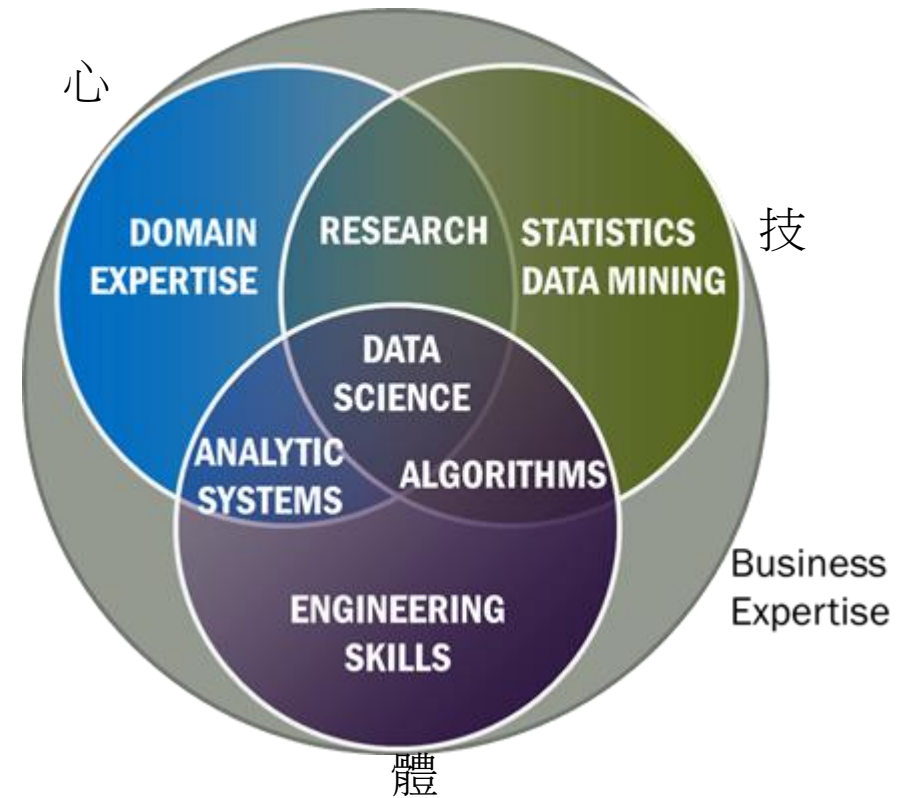 心
技
DOMAIN
EXPERTISE
RESEARCH
STATISTICS
DATA MINING
DATA
SCIENCE
ANALYTIC
SYSTEMS
ALGORITHMS
Business
Expertise
ENGINEERING
SKILLS
體